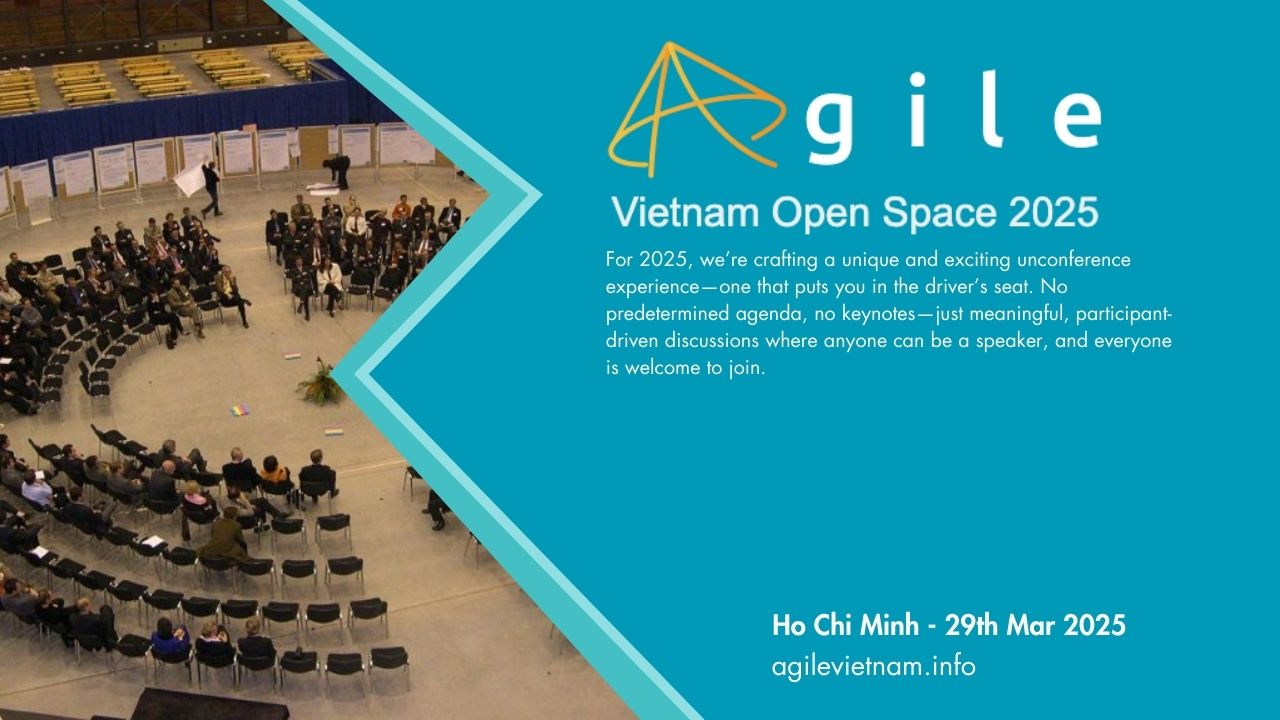 Agile
Vietnam Open Space 2025
For 2025, we’re crafting a unique and exciting unconference
experience—one that puts you in the driver’s seat. No
predetermined agenda, no keynotes—just meaningful, participant-
driven discussions where anyone can be a speaker, and everyone
is welcome to join.
Ho Chi Minh - 29th Mar 2025
agilevietnam.info